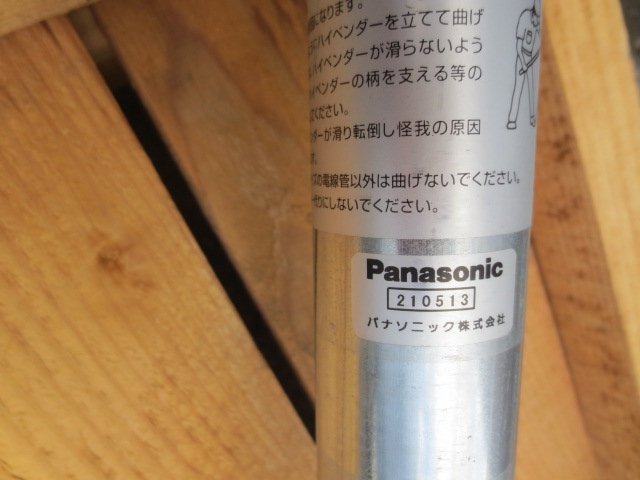 になります。
ハイベンダーを立てて曲げ
ハイベンダーが滑らないよう
イベンダーの柄を支える等の
ください。
ンダーが滑り転倒し怪我の原因
す。
の電線管以外は曲げないでください。
りにしないでください。
Panasonic
210513
パナソニック株式会社